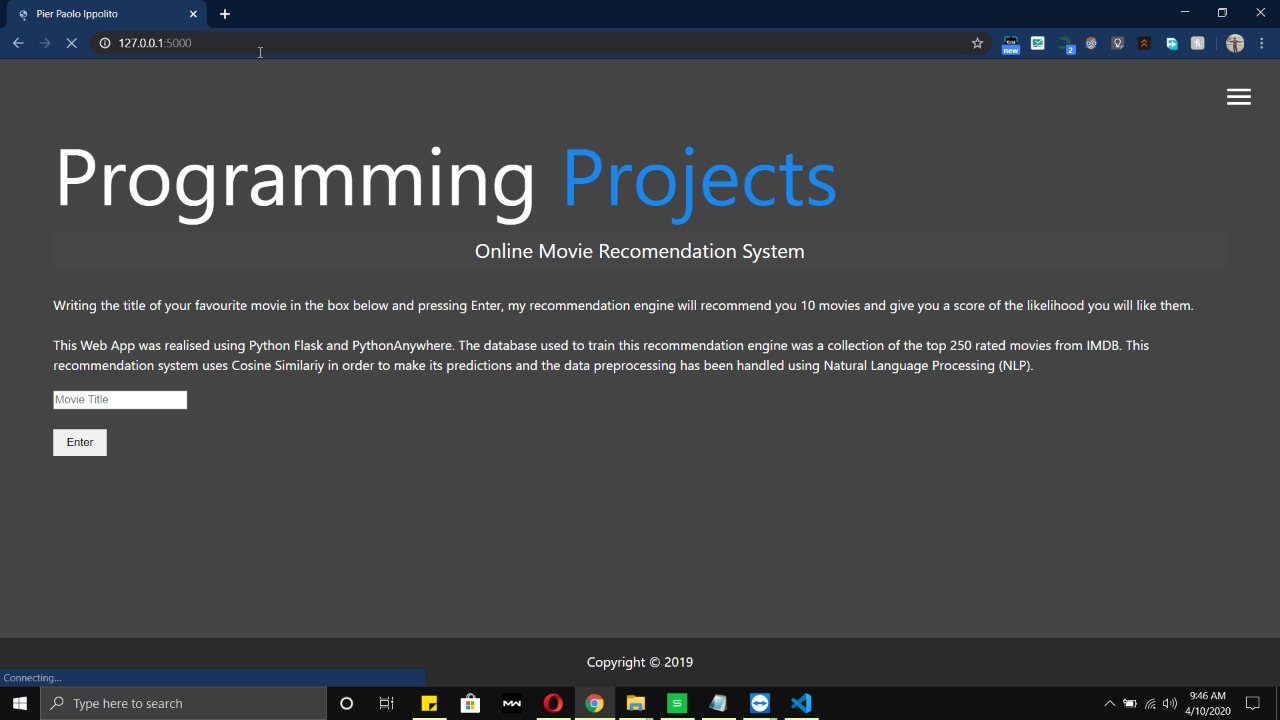 Pier Paolo Ippolito
127.0.0.1:5000
new
2
Programming Projects
Online Movie Recomendation System
Writing the title of your favourite movie in the box below and pressing Enter, my recommendation engine will recommend you 10 movies and give you a score of the likelihood you will like them.
This Web App was realised using Python Flask and PythonAnywhere. The database used to train this recommendation engine was a collection of the top 250 rated movies from IMDB. This
recommendation system uses Cosine Similariy in order to make its predictions and the data preprocessing has been handled using Natural Language Processing (NLP).
Movie Title
Enter
Copyright © 2019
Connecting...
Type here to search
9:46 AM
4/10/2020